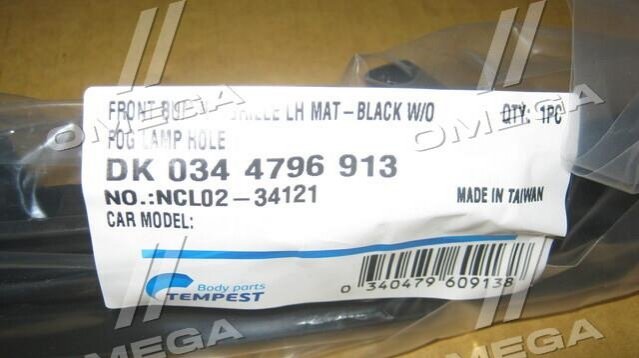 FRONT BUMPER GRILLE LH MAT-BLACK W/O QTY: 1PC
FOG LAMP HOLE
DK 034 4796 913
NO.:NCL02-34121 MADE IN TAIWAN
CAR MODEL:
Body parts
TEMPEST
0 340479 609138
OMEGA
OMEGA
OMEGA
OMEGA